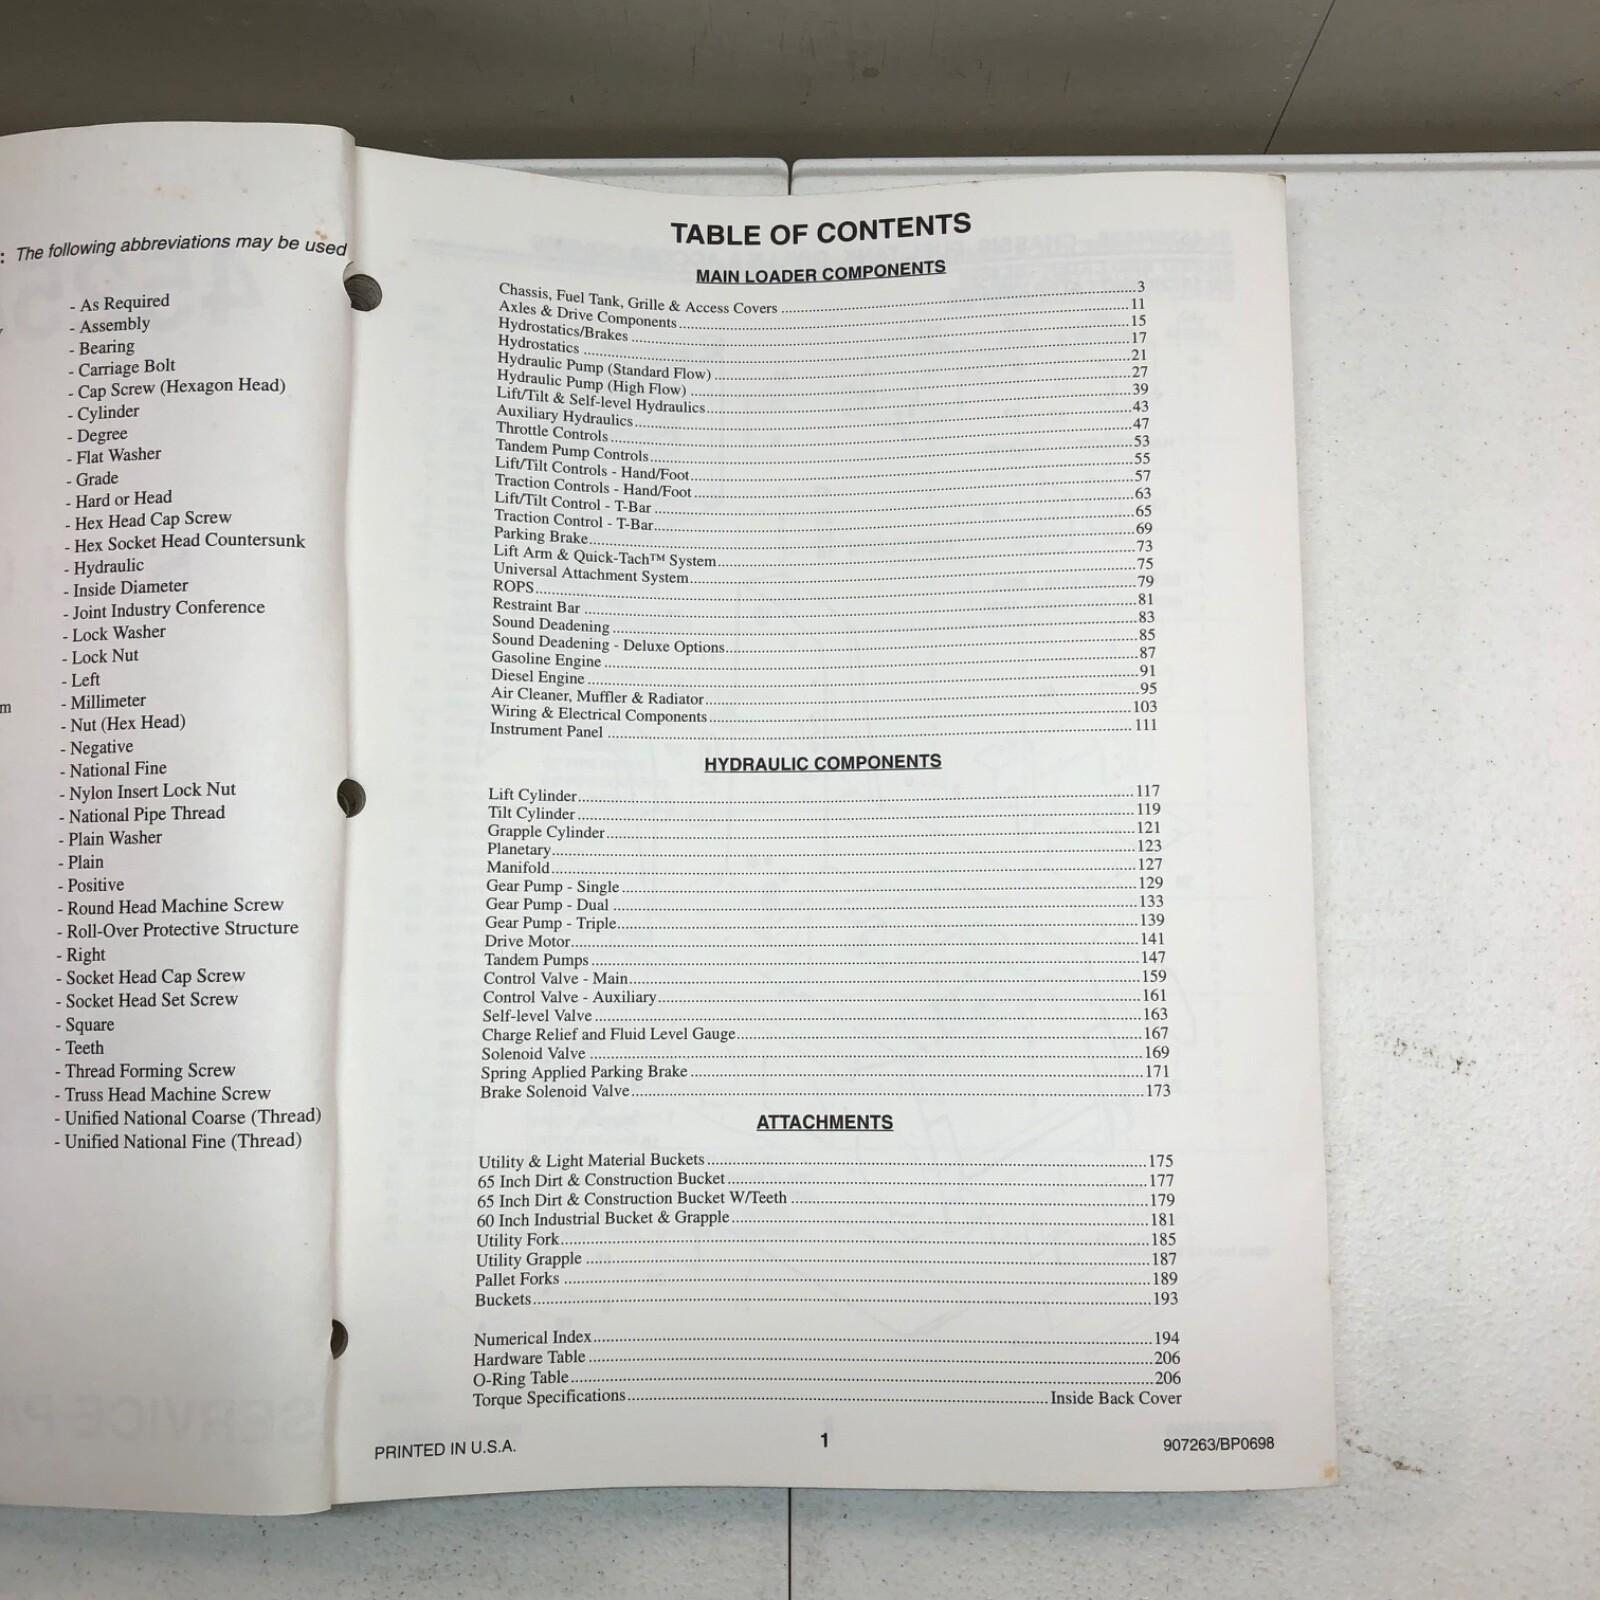 : The following abbreviations may be used
- As Required
- Assembly
- Bearing
- Carriage Bolt
- Cap Screw (Hexagon Head)
- Cylinder
- Degree
- Flat Washer
- Grade
- Hard or Head
- Hex Head Cap Screw
- Hex Socket Head Countersunk
- Hydraulic
- Inside Diameter
- Joint Industry Conference
- Lock Washer
- Lock Nut
- Left
m - Millimeter
- Nut (Hex Head)
- Negative
- National Fine
- Nylon Insert Lock Nut
- National Pipe Thread
- Plain Washer
- Plain
- Positive
- Round Head Machine Screw
- Roll-Over Protective Structure
- Right
- Socket Head Cap Screw
- Socket Head Set Screw
- Square
- Teeth
- Thread Forming Screw
- Truss Head Machine Screw
- Unified National Coarse (Thread)
- Unified National Fine (Thread)
TABLE OF CONTENTS
MAIN LOADER COMPONENTS
Chassis, Fuel Tank, Grille & Access Covers ... 3
Axles & Drive Components ... 11
Hydrostatics/Brakes ... 15
Hydrostatics ... 17
Hydraulic Pump (Standard Flow) ... 21
Hydraulic Pump (High Flow) ... 27
Lift/Tilt & Self-level Hydraulics ... 39
Auxiliary Hydraulics ... 43
Throttle Controls ... 47
Tandem Pump Controls ... 53
Lift/Tilt Controls - Hand/Foot ... 55
Traction Controls - Hand/Foot ... 57
Lift/Tilt Control - T-Bar ... 63
Traction Control - T-Bar ... 65
Parking Brake ... 69
Lift Arm & Quick-Tach™ System ... 73
Universal Attachment System ... 75
ROPS ... 79
Restraint Bar ... 81
Sound Deadening ... 83
Sound Deadening - Deluxe Options ... 85
Gasoline Engine ... 87
Diesel Engine ... 91
Air Cleaner, Muffler & Radiator ... 95
Wiring & Electrical Components ... 103
Instrument Panel ... 111
HYDRAULIC COMPONENTS
Lift Cylinder ... 117
Tilt Cylinder ... 119
Grapple Cylinder ... 121
Planetary ... 123
Manifold ... 127
Gear Pump - Single ... 129
Gear Pump - Dual ... 133
Gear Pump - Triple ... 139
Drive Motor ... 141
Tandem Pumps ... 147
Control Valve - Main ... 159
Control Valve - Auxiliary ... 161
Self-level Valve ... 163
Charge Relief and Fluid Level Gauge ... 167
Solenoid Valve ... 169
Spring Applied Parking Brake ... 171
Brake Solenoid Valve ... 173
ATTACHMENTS
Utility & Light Material Buckets ... 175
65 Inch Dirt & Construction Bucket ... 177
65 Inch Dirt & Construction Bucket W/Teeth ... 179
60 Inch Industrial Bucket & Grapple ... 181
Utility Fork ... 185
Utility Grapple ... 187
Pallet Forks ... 189
Buckets ... 193
Numerical Index ... 194
Hardware Table ... 206
O-Ring Table ... 206
Torque Specifications ... Inside Back Cover
PRINTED IN U.S.A. 1 907263/BP0698